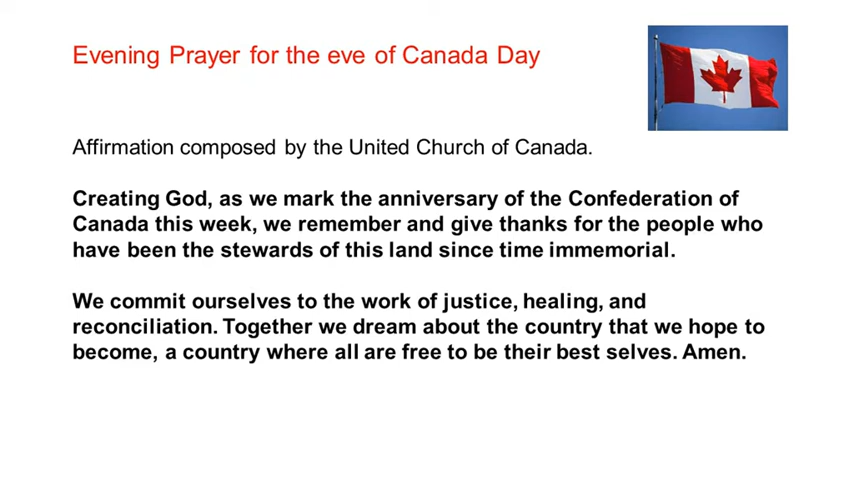 Evening Prayer for the eve of Canada Day
Affirmation composed by the United Church of Canada.
Creating God, as we mark the anniversary of the Confederation of
Canada this week, we remember and give thanks for the people who
have been the stewards of this land since time immemorial.
We commit ourselves to the work of justice, healing, and
reconciliation. Together we dream about the country that we hope to
become, a country where all are free to be their best selves. Amen.